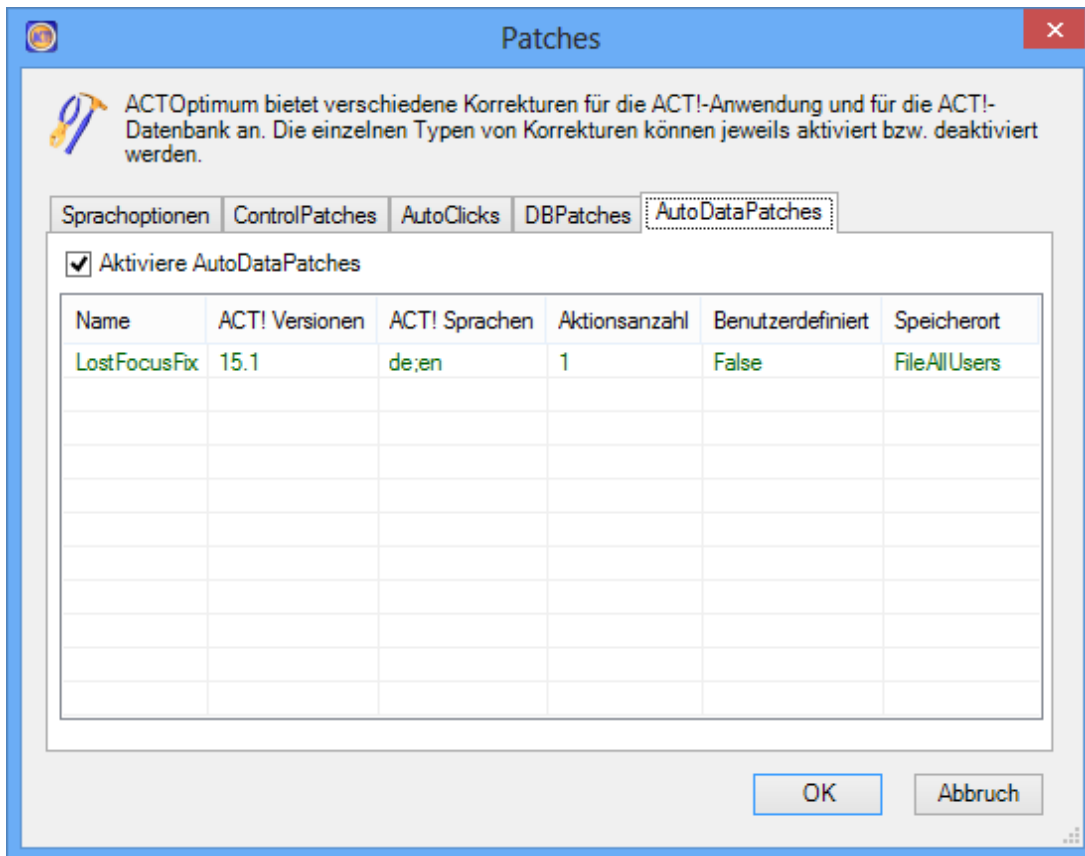 Patches
ACTOptimum bietet verschiedene Korrekturen für die ACT!-Anwendung und für die ACT!-
Datenbank an. Die einzelnen Typen von Korrekturen können jeweils aktiviert bzw. deaktiviert
werden.
Sprachoptionen ControlPatches AutoClicks DBPatches AutoDataPatches
Aktiviere AutoDataPatches
Name ACT! Versionen ACT! Sprachen Aktionsanzahl Benutzerdefiniert Speicherort
LostFocusFix 15.1 de;en 1 False FileAllUsers
OK Abbruch